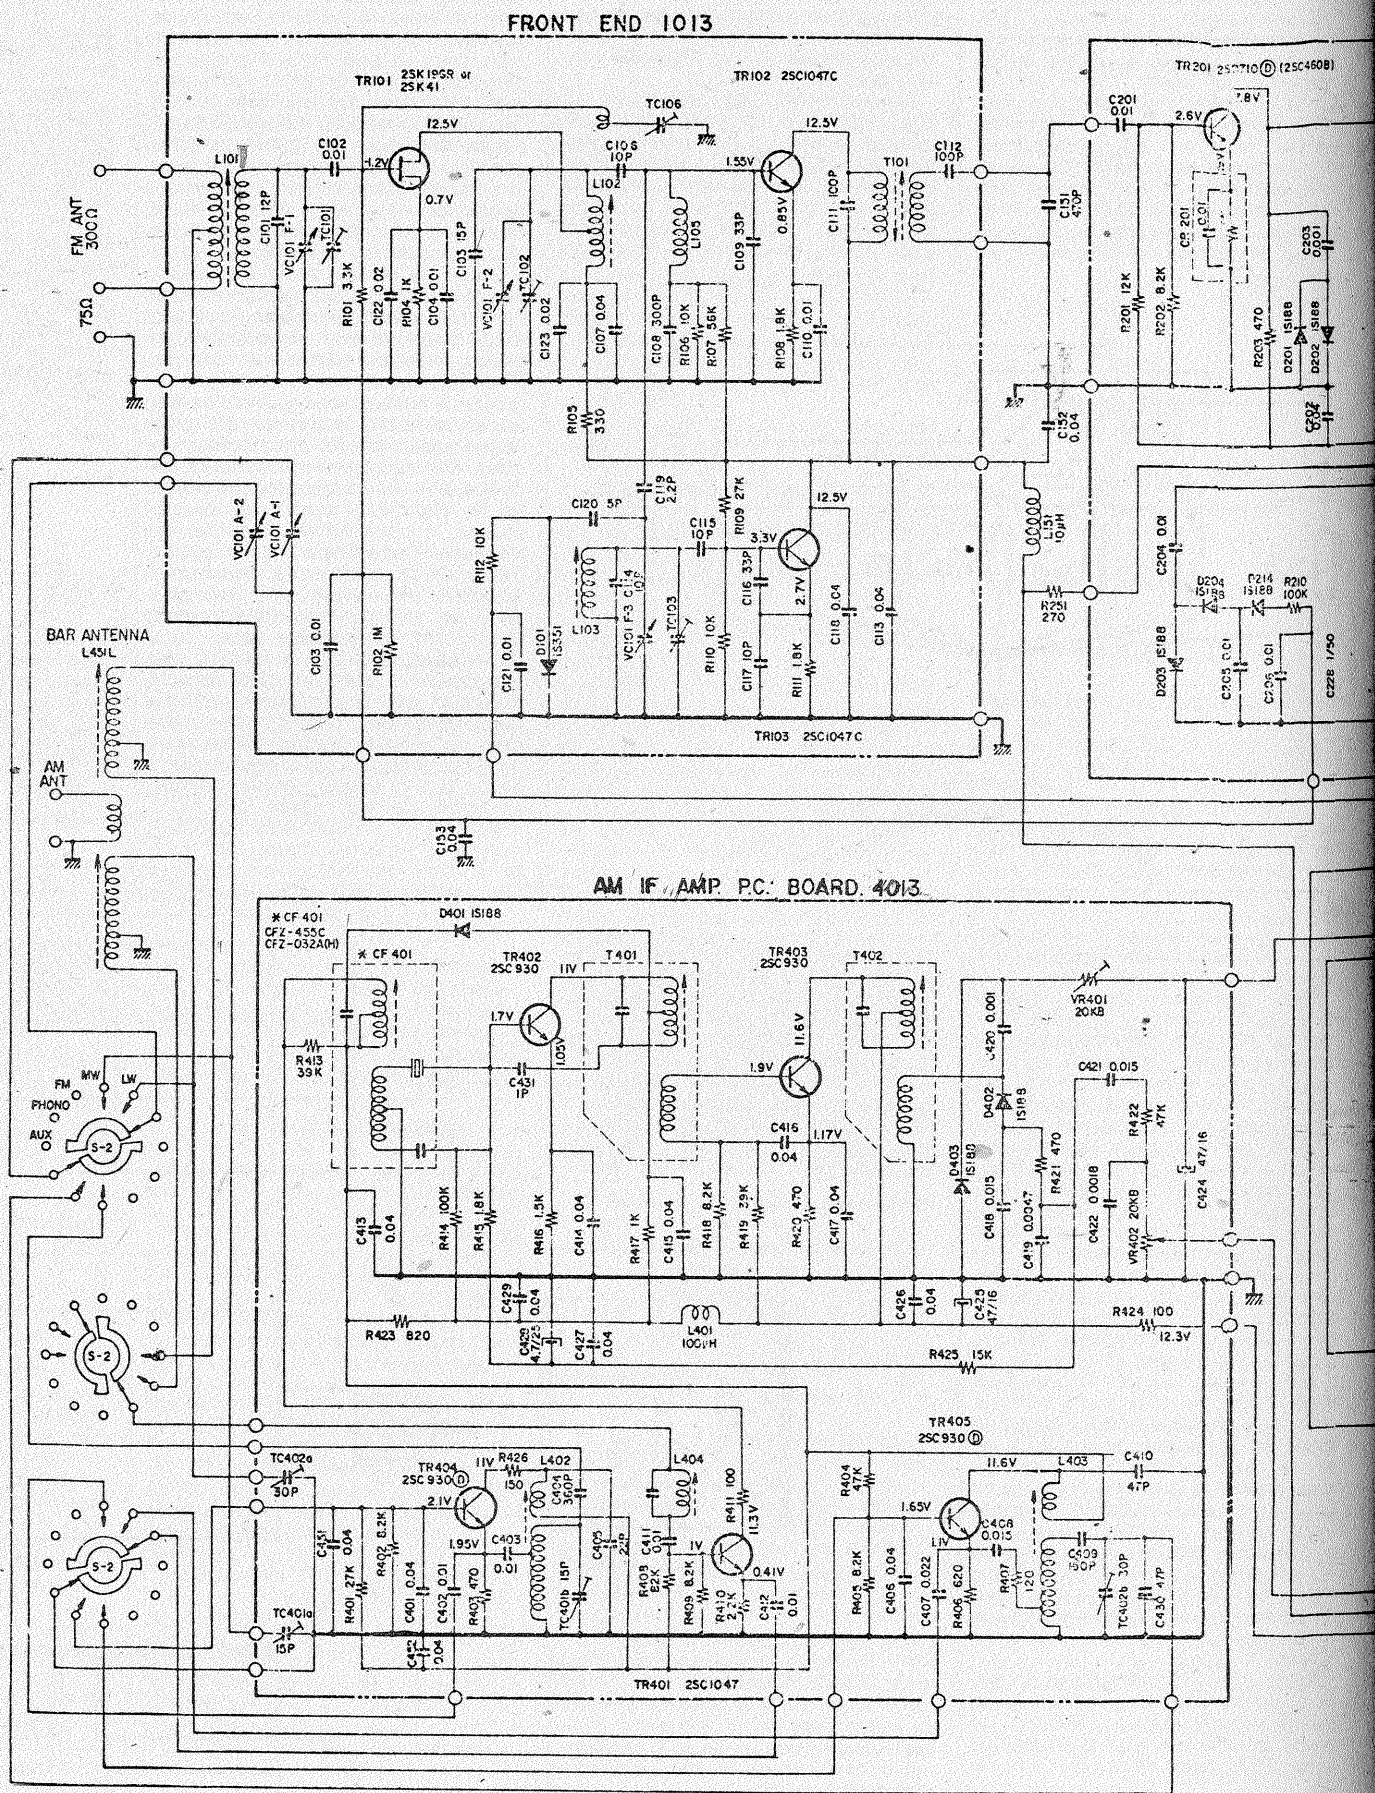 FRONT END 1013
TR101
2SK19GR or
2SK41
TR102 2SC1047C
TR201
(2SC460B)
TC106
12.5V
12.5V
C201
0.01
7.8V
2.6V
L101
C102
0.01
-1.2V
0.7V
C106
10P
L102
1.55V
0.85V
T101
C112
100P
FM ANT
300Ω
75Ω
C101 12P
VC101 F-1
TC101
R101 3.3K
C122 0.02
R104 1K
C104 0.01
C103 15P
VC101 F-2
TC102
C123 0.02
C107 0.04
L105
C108 300P
R106 10K
R107 56K
C109 33P
R108 1.8K
C110 0.01
C111 100P
C151
470P
C152
0.04
R201 12K
R202 8.2K
CP 201
0.01
R203 470
C203
0.001
D201 1S188
D202 1S188
C202
0.04
R105
330
VC101 A-2
VC101 A-1
R112 10K
C120 5P
C119
2.2P
C115
10P
R109 27K
12.5V
3.3V
2.7V
L151
10μH
C103 0.01
R102 1M
C121 0.01
D101
1S351
L103
C114
10P
VC101 F-3
TC103
R110 10K
C116 33P
C117 10P
R111 1.8K
C118 0.04
C113 0.04
R251
270
C204 0.01
D204
1S188
D214
1S188
R210
100K
D203 1S188
C205 0.01
C206 0.01
C228 1/50
TR103 2SC1047C
BAR ANTENNA
L451L
AM
ANT
C153
0.04
AM IF AMP. P.C. BOARD. 4013
* CF 401
CFZ-455C
CFZ-032A(H)
D401 1S188
* CF 401
TR402
2SC930
11V
T401
TR403
2SC930
T402
1.7V
1.05V
11.6V
1.9V
1.17V
R413
39K
C431
1P
C416
0.04
C420 0.001
VR401
20KB
C421 0.015
D402
1S188
R422
47K
D403
1S188
R421 470
C424 47/16
C413
0.04
R414 100K
R415 1.8K
R416 1.5K
C414 0.04
R417 1K
C415 0.04
R418 8.2K
R419 39K
R420 470
C417 0.04
C418 0.015
C419 0.0047
C422 0.0018
VR402 20KB
FM
MW
LW
PHONO
AUX
S-2
C429
0.04
C428
4.7/25
C427
0.04
R423 820
L401
100μH
C426
0.04
C425
47/16
R424 100
12.3V
R425 15K
S-2
TR405
2SC930 Ⓓ
TC402a
30P
TR404
2SC930 Ⓓ
11V
R426
150
L402
C404
360P
L404
R411 100
11.3V
R404
47K
11.6V
L403
C410
47P
2.1V
1.95V
C403
0.01
1.65V
1.1V
C408
0.015
S-2
C451
0.04
R401 27K
R402 8.2K
C401 0.04
C402 0.01
R403 470
TC401b 15P
C405
22P
C411
0.01
R408
82K
1V
R409 8.2K
R410
2.2K
0.41V
C412
0.01
R405 8.2K
C406 0.04
C407 0.022
R406 620
R407
120
C409
150P
TC402b 30P
C430 47P
TC401a
15P
C452
0.04
TR401 2SC1047